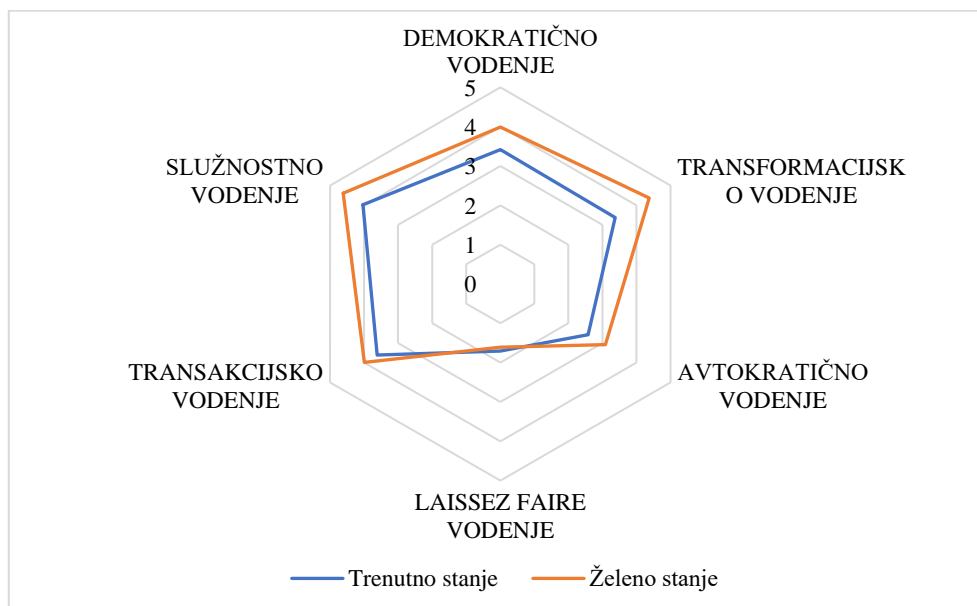 DEMOKRATIČNO
VODENJE
5
4
3
2
1
0
TRANSFORMACIJSK
O VODENJE
AVTOKRATIČNO
VODENJE
LAISSEZ FAIRE
VODENJE
TRANSAKCIJSKO
VODENJE
SLUŽNOSTNO
VODENJE
Trenutno stanje
Želeno stanje